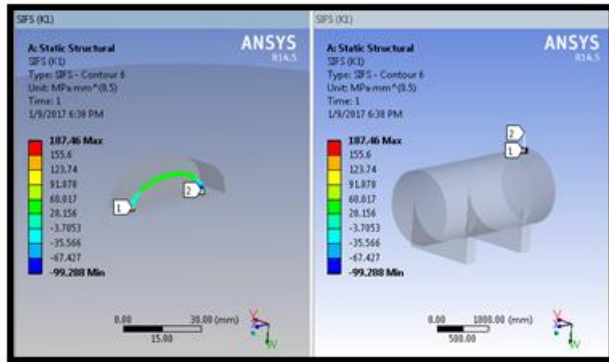 SIFS (K1)
A: Static Structural
SIFS (K1)
Type: SIFS - Contour 6
Unit: MPa·mm^(0.5)
Time: 1
1/9/2017 6:38 PM
ANSYS
R14.5
187.46 Max
155.6
123.74
91.878
60.017
28.156
-3.7053
-35.566
-67.427
-99.288 Min
1
2
0.00
30.00 (mm)
15.00
SIFS (K1)
A: Static Structural
SIFS (K1)
Type: SIFS - Contour 6
Unit: MPa·mm^(0.5)
Time: 1
1/9/2017 6:38 PM
ANSYS
R14.5
187.46 Max
155.6
123.74
91.878
60.017
28.156
-3.7053
-35.566
-67.427
-99.288 Min
2
1
0.00
1000.00 (mm)
500.00